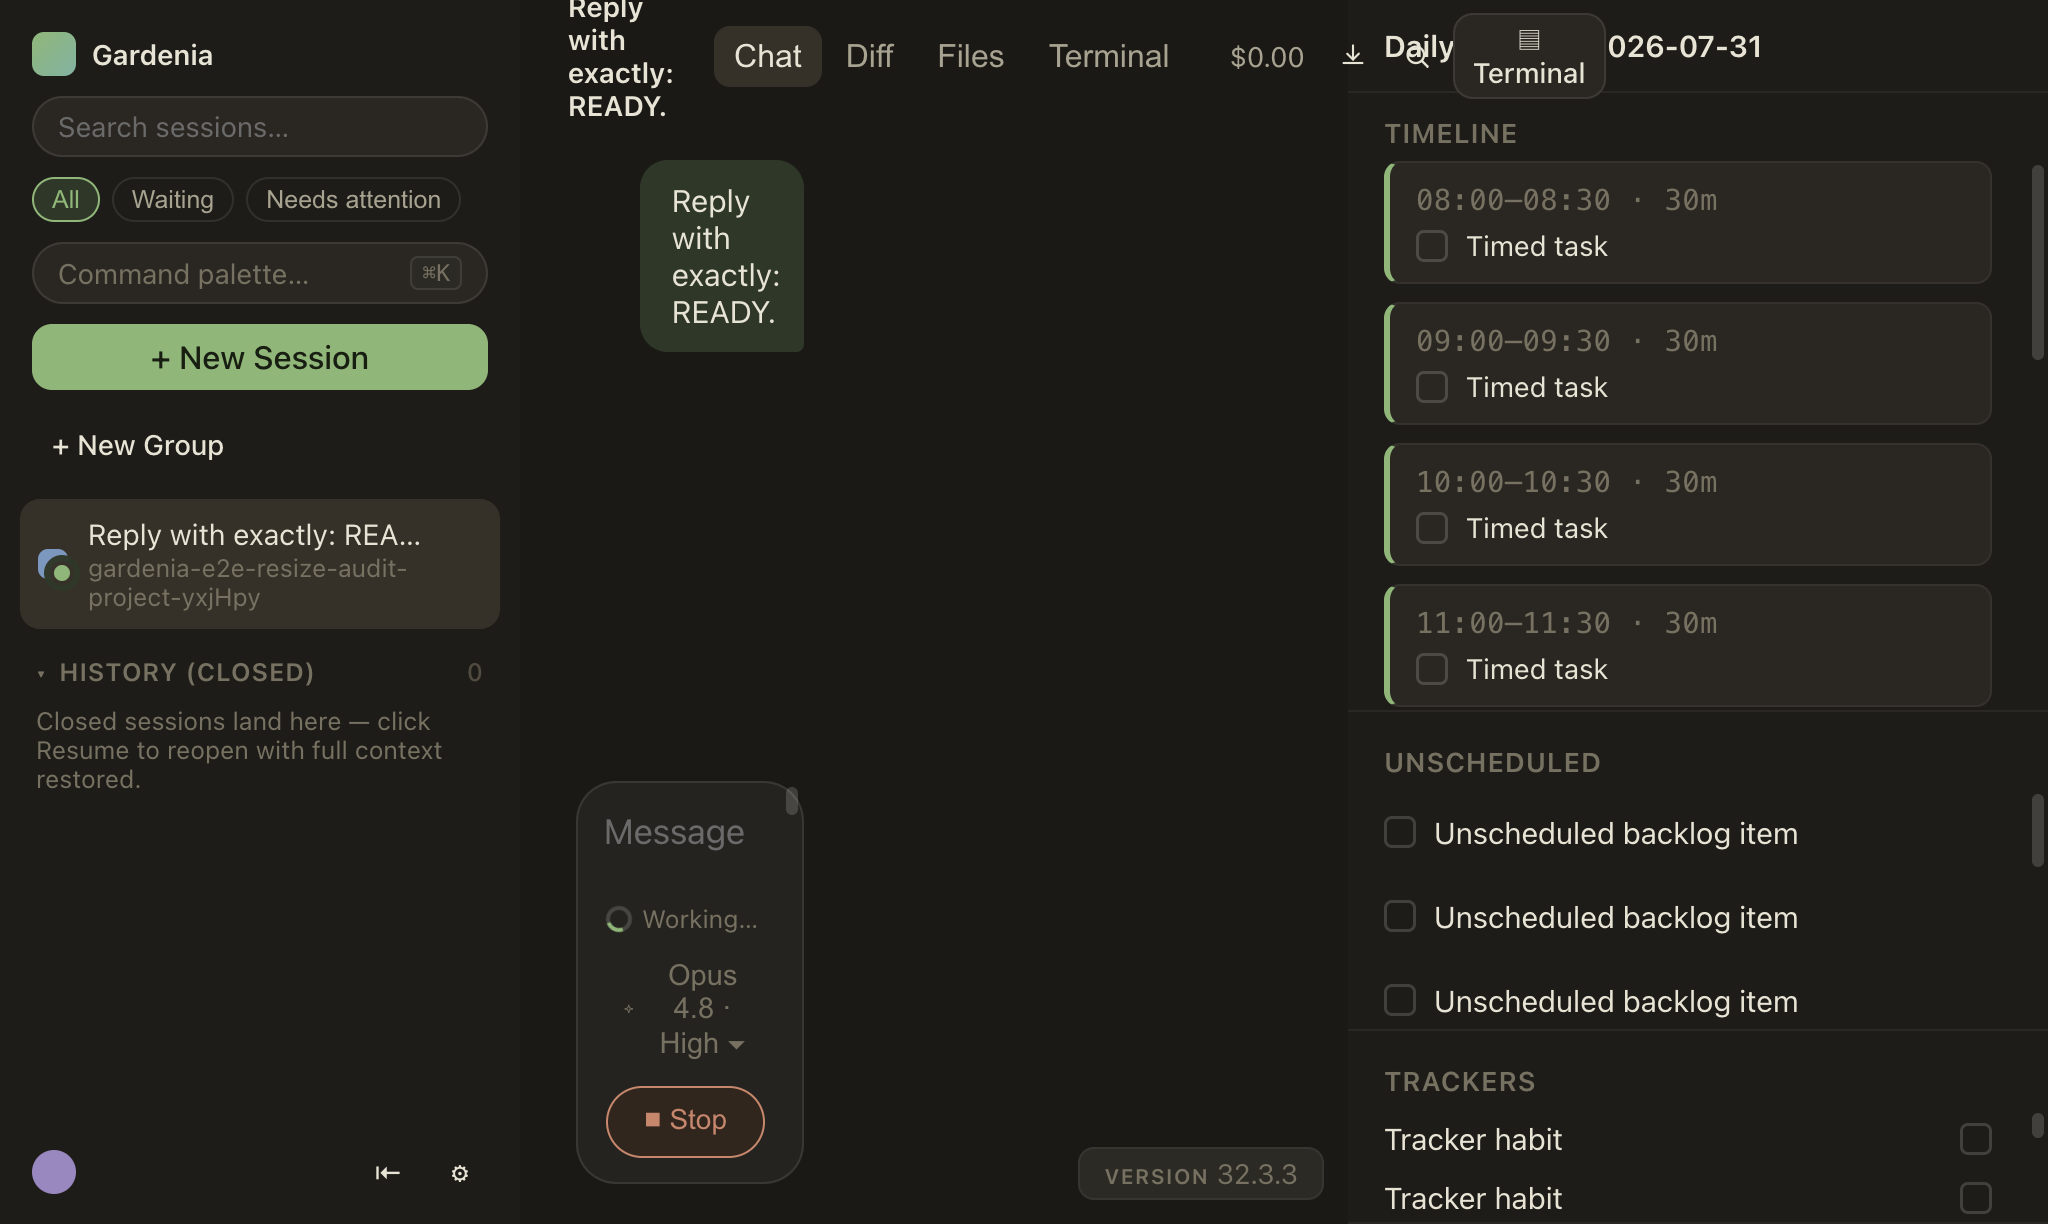 Gardenia
Search sessions...
All
Waiting
Needs attention
Command palette...
⌘K
+ New Session
+ New Group
Reply with exactly: REA...
gardenia-e2e-resize-audit-
project-yxjHpy
HISTORY (CLOSED)
0
Closed sessions land here — click
Resume to reopen with full context
restored.
Reply
with
exactly:
READY.
Chat
Diff
Files
Terminal
$0.00
Reply
with
exactly:
READY.
Message
Working...
Opus
4.8 ·
High
Stop
VERSION 32.3.3
Daily
Terminal
026-07-31
TIMELINE
08:00–08:30 · 30m
Timed task
09:00–09:30 · 30m
Timed task
10:00–10:30 · 30m
Timed task
11:00–11:30 · 30m
Timed task
UNSCHEDULED
Unscheduled backlog item
Unscheduled backlog item
Unscheduled backlog item
TRACKERS
Tracker habit
Tracker habit